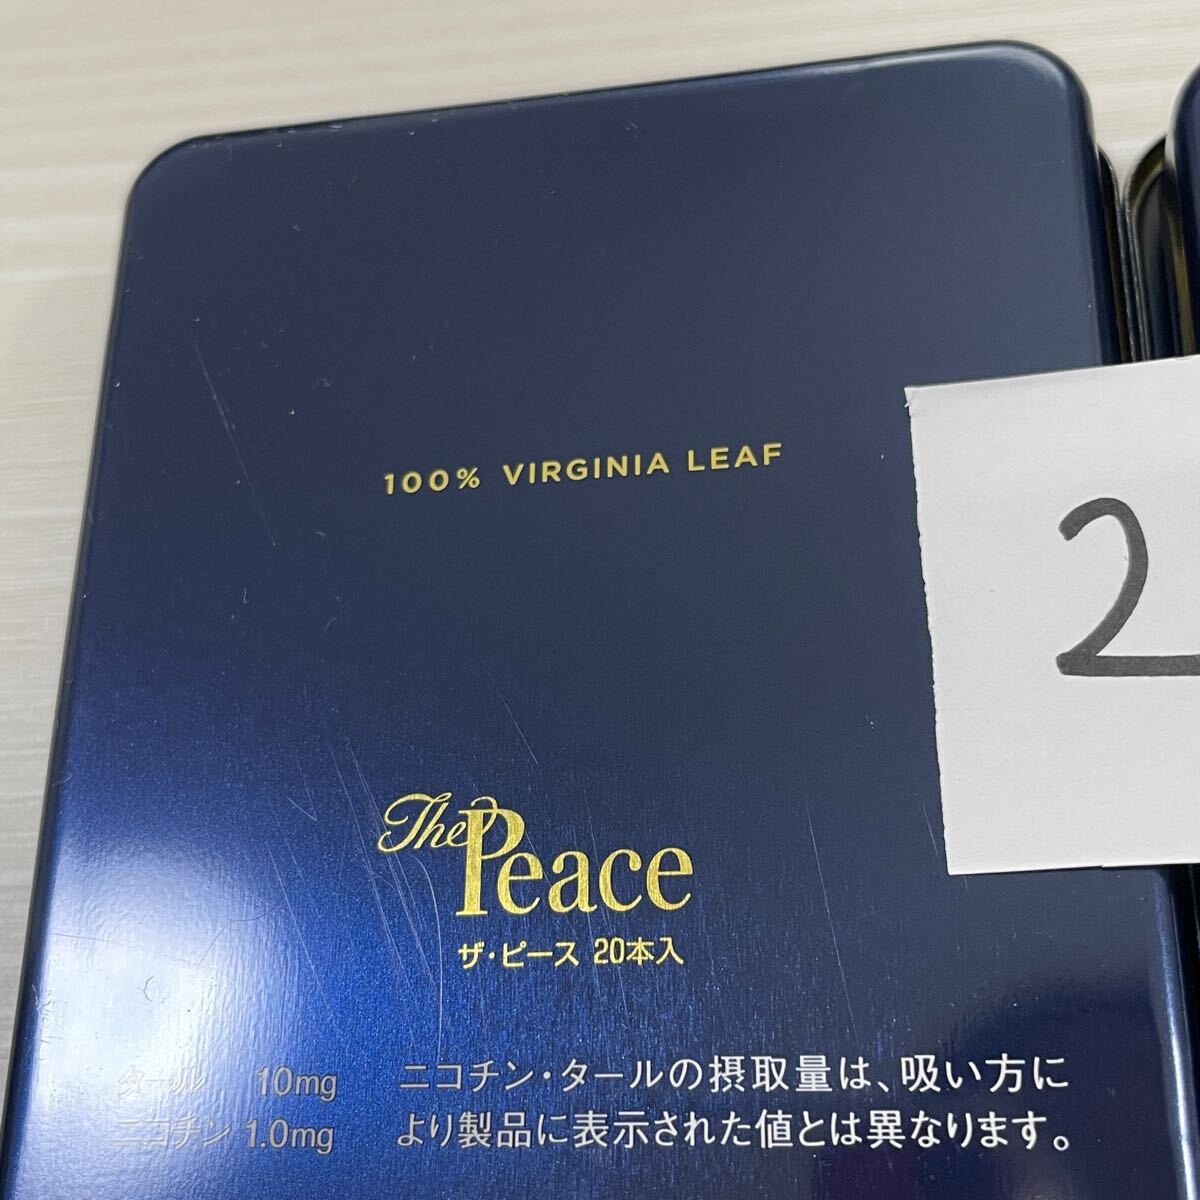 100% VIRGINIA LEAF
2
The Peace
ザ・ピース 20本入
タール 10mg
ニコチン 1.0mg
ニコチン・タールの摂取量は、吸い方に
より製品に表示された値とは異なります。